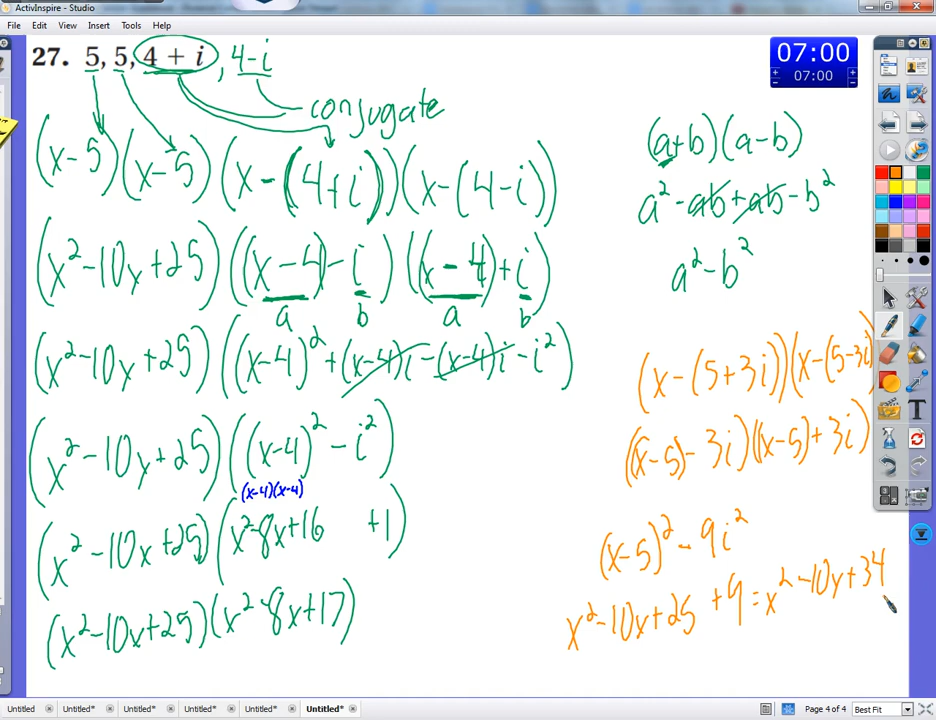 ActivInspire - Studio
File Edit View Insert Tools
27. 5, 5, 4 + i, 4-i
conjugate
(x-5)(x-5)(x-(4+i))(x-(4-i))
(x²-10x+25)((x-4)-i)((x-4)+i)
a b a b
(x²-10x+25)((x-4)²+(x-4)i-(x-4)i-i²)
(x²-10x+25)((x-4)²-i²)
(x-4)(x-4)
(x²-10x+25)(x²-8x+16 +1)
(x²-10x+25)(x²-8x+17)
07:00
07:00
(a+b)(a-b)
a²-ab+ab-b²
a²-b²
(x-(5+3i))(x-(5-3i
((x-5)-3i)((x-5)+3i)
(x-5)²-9i²
x²-10x+25 +9=x²-10x+34
Untitled* Untitled* Untitled* Untitled* Untitled* Untitled*
Page 4 of 4 Best Fit